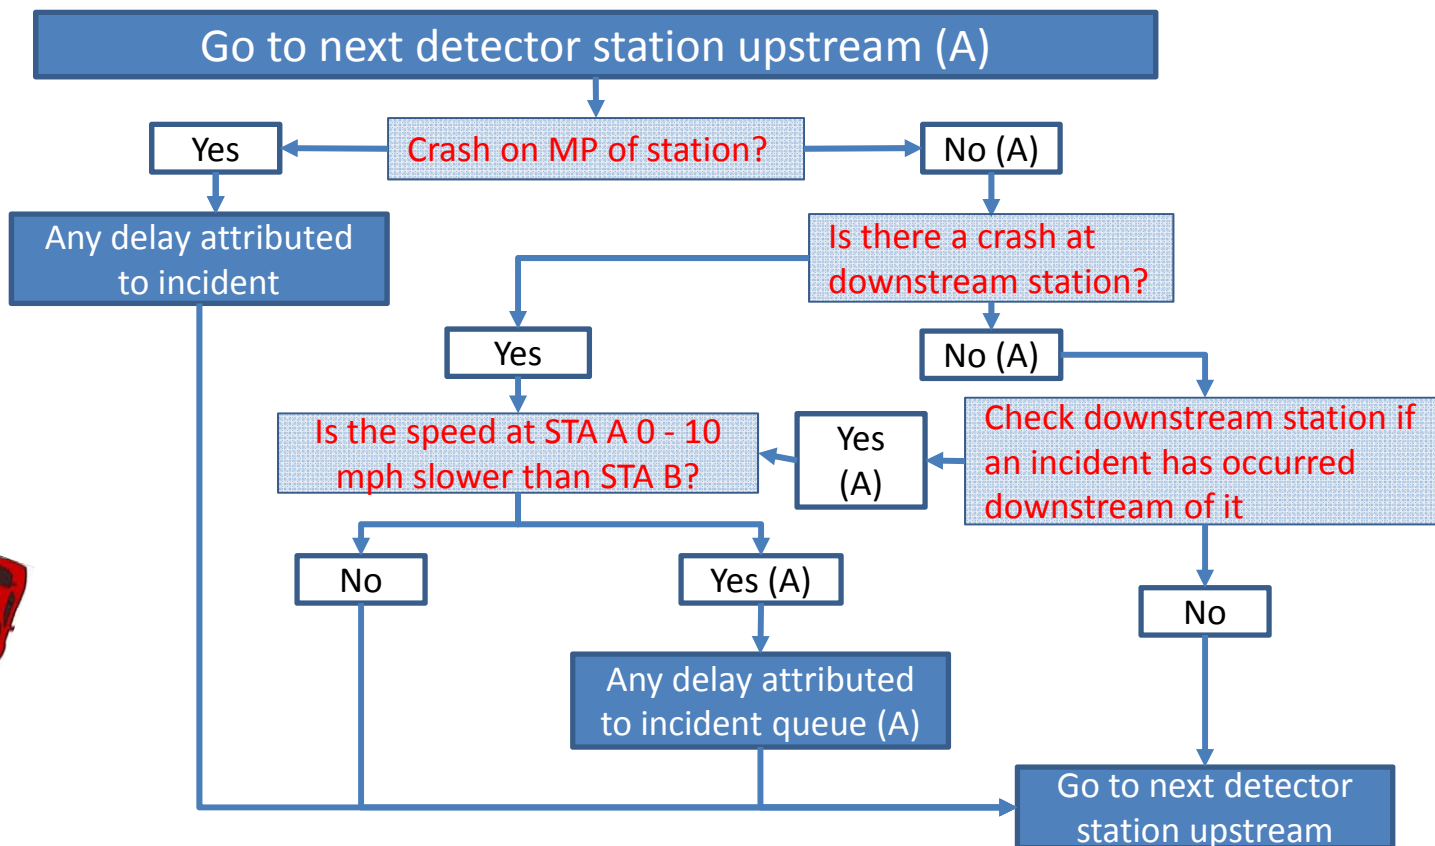 Go to next detector station upstream (A)
Yes
Crash on MP of station?
No (A)
Any delay attributed
to incident
Is there a crash at
downstream station?
Yes
No (A)
Is the speed at STA A 0 - 10
mph slower than STA B?
Yes
(A)
Check downstream station if
an incident has occurred
downstream of it
No
Yes (A)
No
Any delay attributed
to incident queue (A)
Go to next detector
station upstream